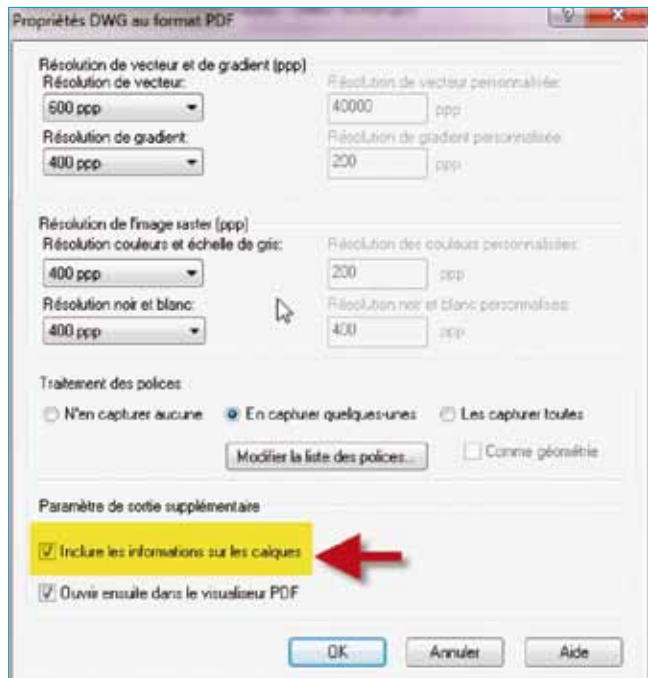 Propriétés DWG au format PDF
Résolution de vecteur et de gradient (ppp)
Résolution de vecteur:
Résolution de vecteur personnalisée:
600 ppp
40000 ppp
Résolution de gradient:
Résolution de gradient personnalisée:
400 ppp
200 ppp
Résolution de l'image raster (ppp)
Résolution couleurs et échelle de gris:
Résolution des couleurs personnalisées:
400 ppp
200 ppp
Résolution noir et blanc:
Résolution noir et blanc personnalisée:
400 ppp
400 ppp
Traitement des polices
N'en capturer aucune
En capturer quelques-unes
Les capturer toutes
Modifier la liste des polices...
Comme géométrie
Paramètre de sortie supplémentaire
Inclure les informations sur les calques
Ouvrir ensuite dans le visualiseur PDF
OK
Annuler
Aide